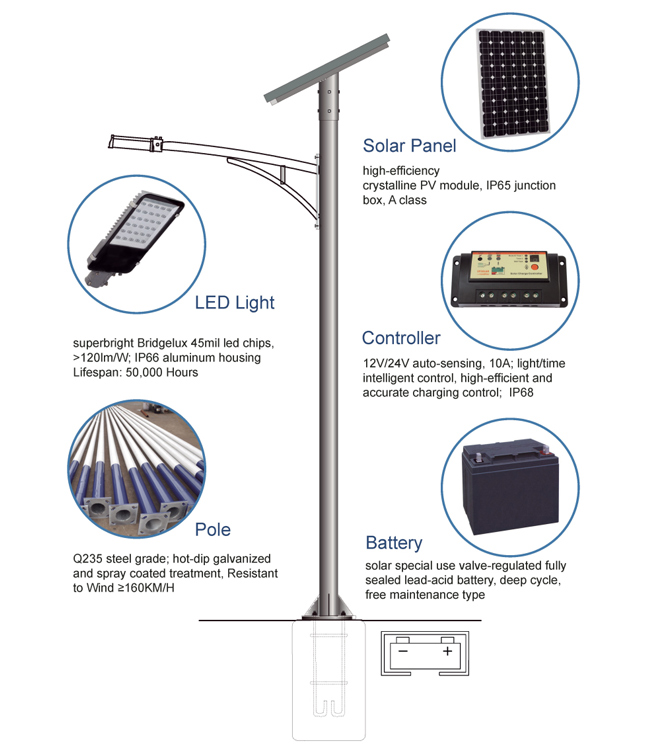 Solar Panel
high-efficiency
crystalline PV module, IP65 junction
box, A class
LED Light
superbright Bridgelux 45mil led chips,
>120lm/W; IP66 aluminum housing
Lifespan: 50,000 Hours
Controller
12V/24V auto-sensing, 10A; light/time
intelligent control, high-efficient and
accurate charging control;  IP68
Pole
Q235 steel grade; hot-dip galvanized
and spray coated treatment, Resistant
to Wind ≥160KM/H
Battery
solar special use valve-regulated fully
sealed lead-acid battery, deep cycle,
free maintenance type
− +